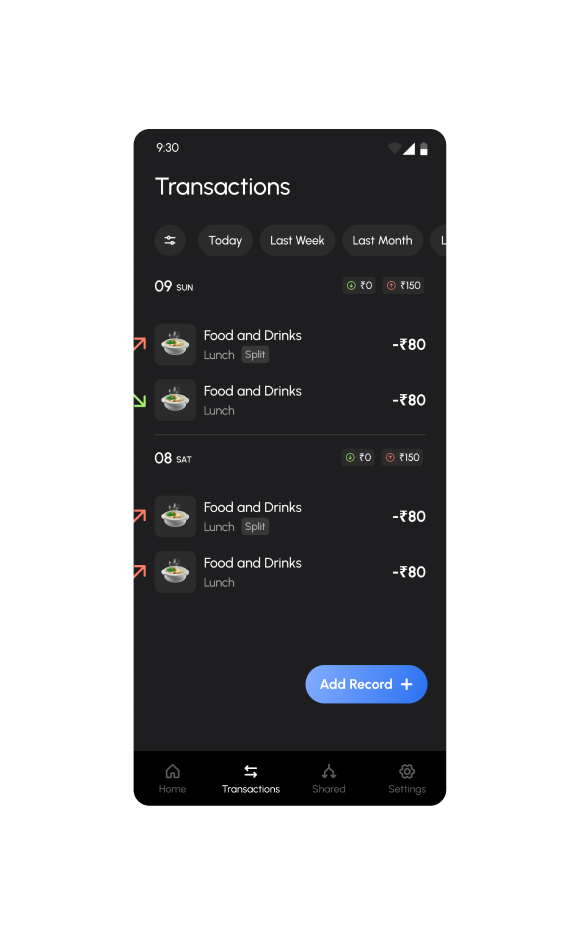 9:30
Transactions
Today Last Week Last Month L
09 SUN ₹0 ₹150
Food and Drinks
Lunch Split
-₹80
Food and Drinks
Lunch
-₹80
08 SAT ₹0 ₹150
Food and Drinks
Lunch Split
-₹80
Food and Drinks
Lunch
-₹80
Add Record +
Home Transactions Shared Settings